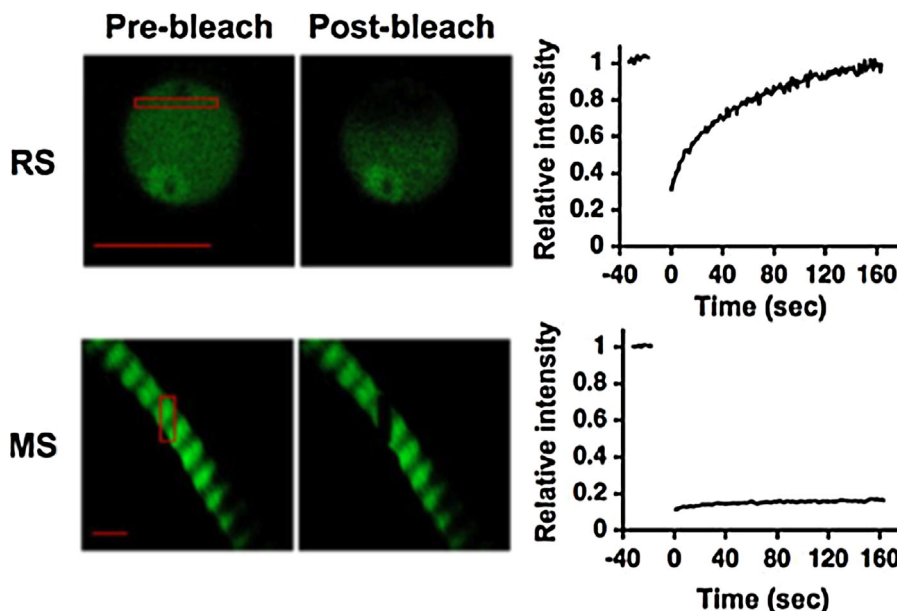 Pre-bleach Post-bleach
RS
Relative intensity
1
0.8
0.6
0.4
0.2
0
-40 0 40 80 120 160
Time (sec)
MS
Relative intensity
1
0.8
0.6
0.4
0.2
0
-40 0 40 80 120 160
Time (sec)